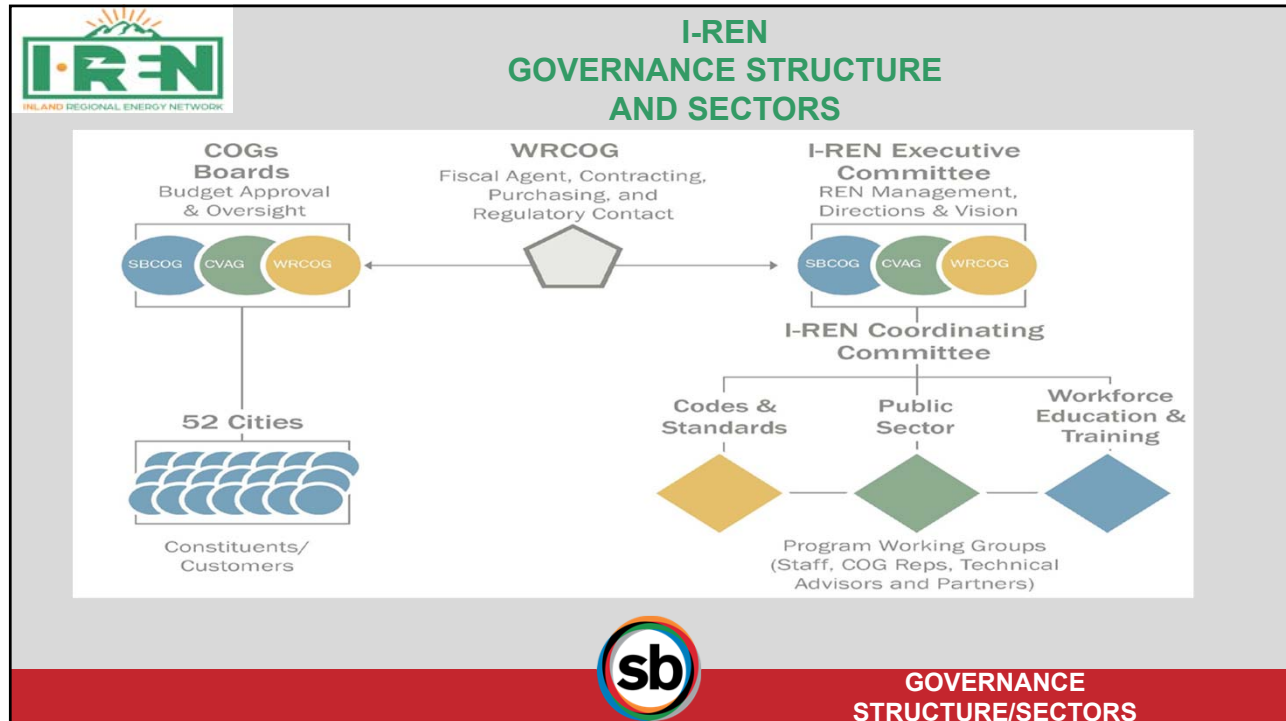 I-REN
INLAND REGIONAL ENERGY NETWORK
I-REN
GOVERNANCE STRUCTURE
AND SECTORS
COGs
Boards
Budget Approval
& Oversight
SBCOG
CVAG
WRCOG
52 Cities
Constituents/
Customers
WRCOG
Fiscal Agent, Contracting,
Purchasing, and
Regulatory Contact
I-REN Executive
Committee
REN Management,
Directions & Vision
SBCOG
CVAG
WRCOG
I-REN Coordinating
Committee
Codes &
Standards
Public
Sector
Workforce
Education &
Training
Program Working Groups
(Staff, COG Reps, Technical
Advisors and Partners)
sb
GOVERNANCE
STRUCTURE/SECTORS